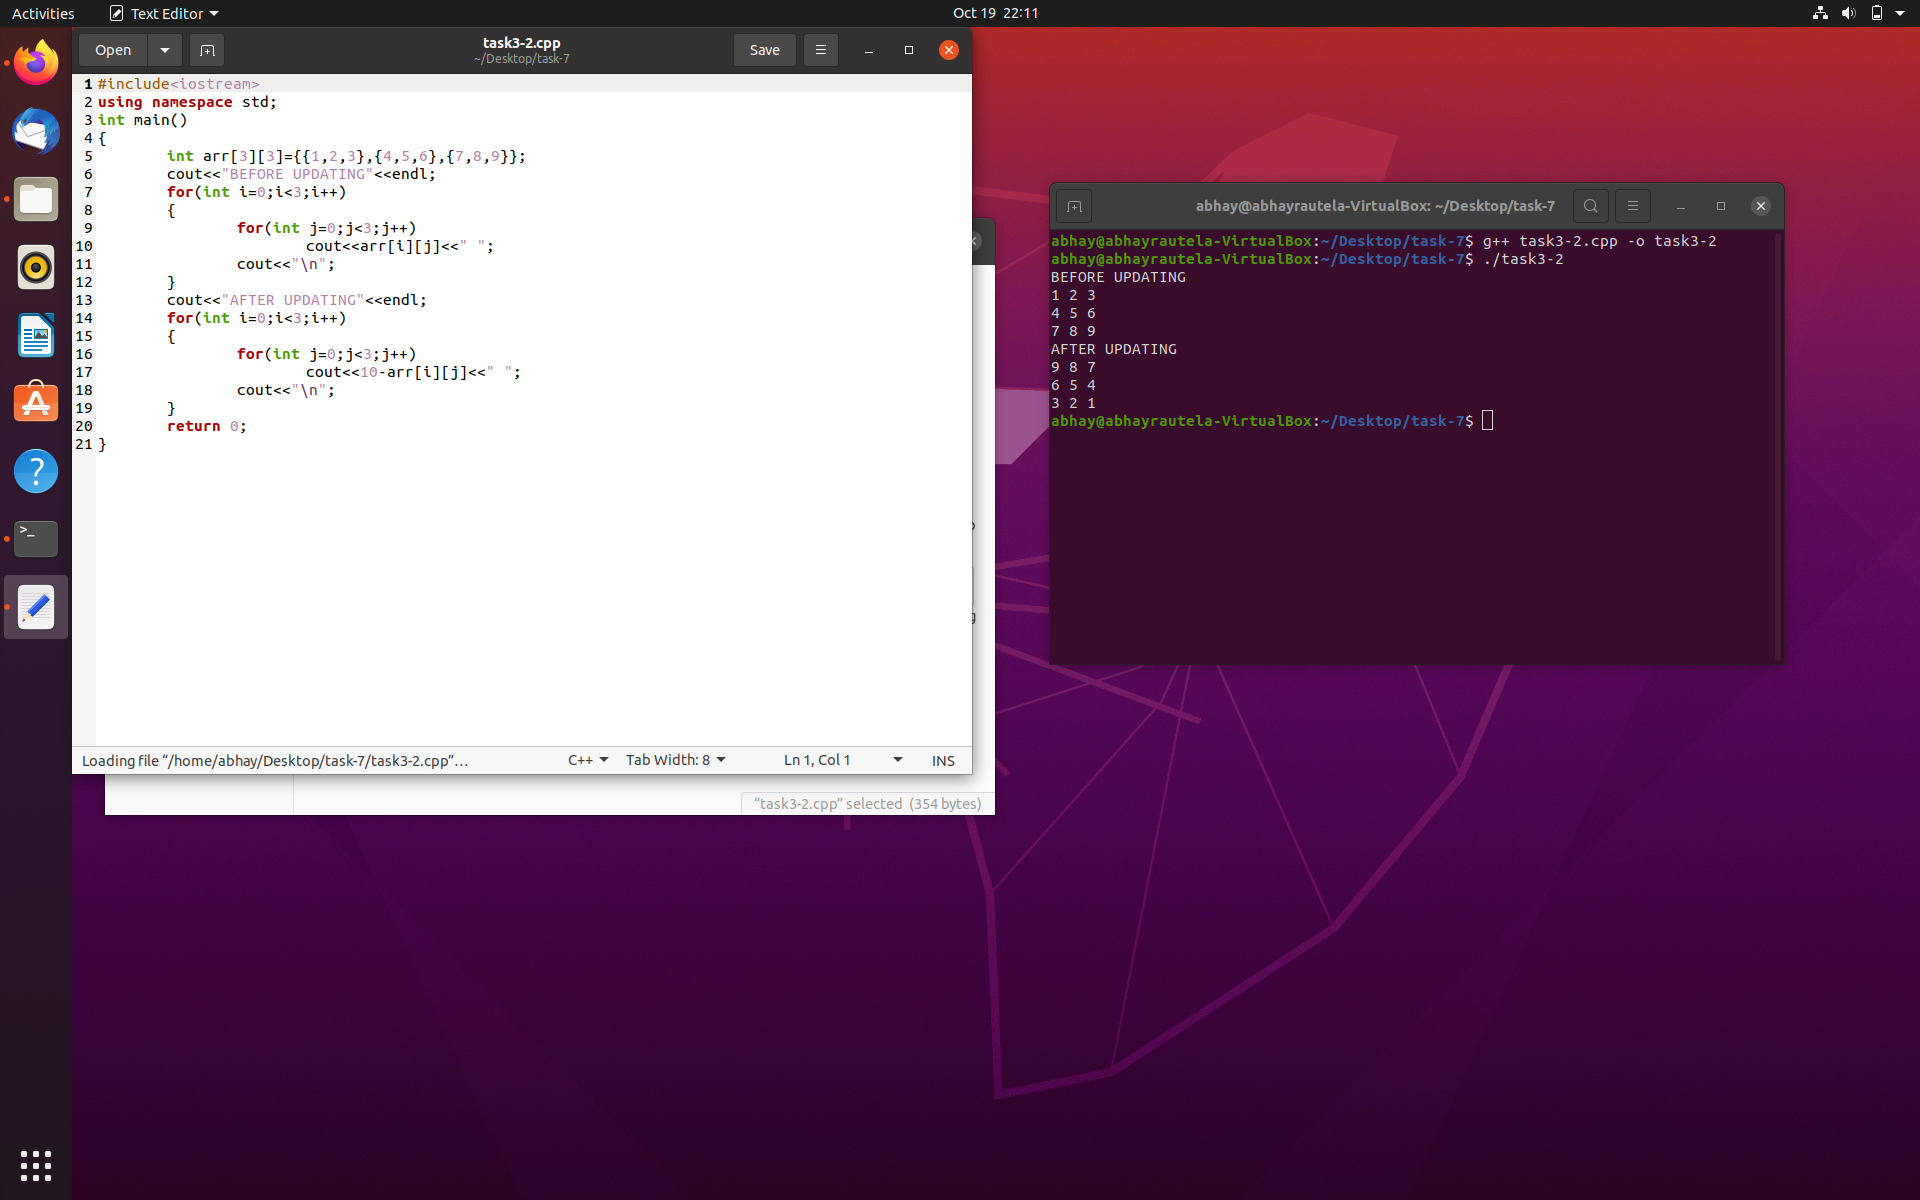 Activities
Text Editor
Oct 19 22:11
Open
task3-2.cpp
~/Desktop/task-7
Save
1 #include<iostream>
2 using namespace std;
3 int main()
4 {
5 int arr[3][3]={{1,2,3},{4,5,6},{7,8,9}};
6 cout<<"BEFORE UPDATING"<<endl;
7 for(int i=0;i<3;i++)
8 {
9 for(int j=0;j<3;j++)
10 cout<<arr[i][j]<<" ";
11 cout<<"\n";
12 }
13 cout<<"AFTER UPDATING"<<endl;
14 for(int i=0;i<3;i++)
15 {
16 for(int j=0;j<3;j++)
17 cout<<10-arr[i][j]<<" ";
18 cout<<"\n";
19 }
20 return 0;
21 }
Loading file “/home/abhay/Desktop/task-7/task3-2.cpp”…
C++
Tab Width: 8
Ln 1, Col 1
INS
“task3-2.cpp” selected (354 bytes)
abhay@abhayrautela-VirtualBox: ~/Desktop/task-7
abhay@abhayrautela-VirtualBox:~/Desktop/task-7$ g++ task3-2.cpp -o task3-2
abhay@abhayrautela-VirtualBox:~/Desktop/task-7$ ./task3-2
BEFORE UPDATING
1 2 3
4 5 6
7 8 9
AFTER UPDATING
9 8 7
6 5 4
3 2 1
abhay@abhayrautela-VirtualBox:~/Desktop/task-7$